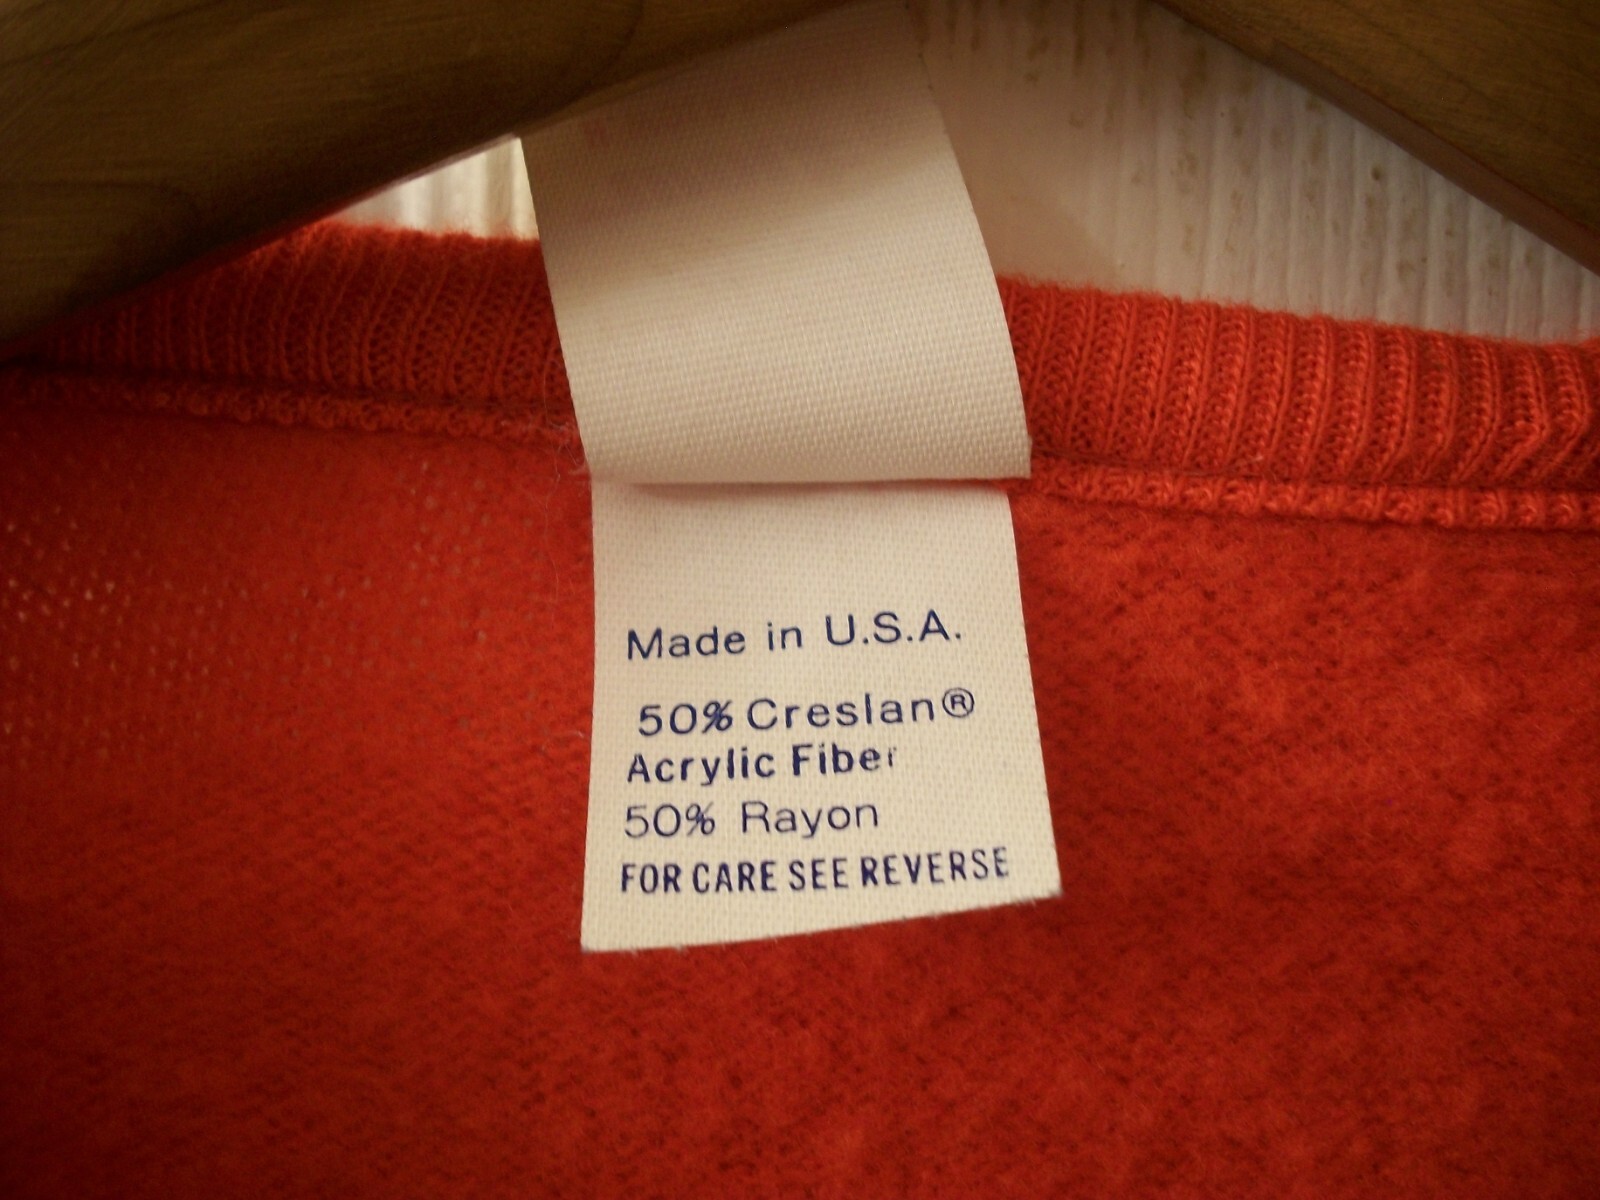 Made in U.S.A.
50% Creslan®
Acrylic Fiber
50% Rayon
FOR CARE SEE REVERSE